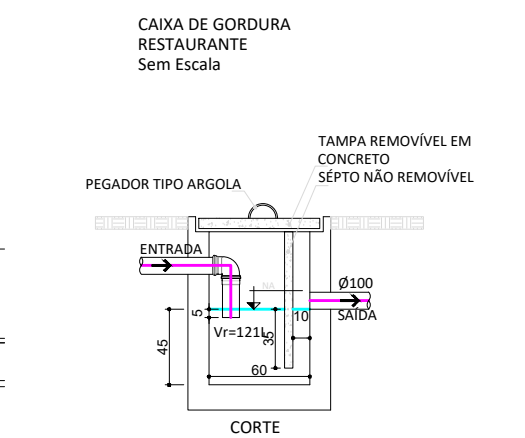 CAIXA DE GORDURA
RESTAURANTE
Sem Escala
TAMPA REMOVÍVEL EM
CONCRETO
SÉPTO NÃO REMOVÍVEL
PEGADOR TIPO ARGOLA
ENTRADA
NA
Ø100
SAÍDA
5
10
Vr=121L
35
45
60
CORTE